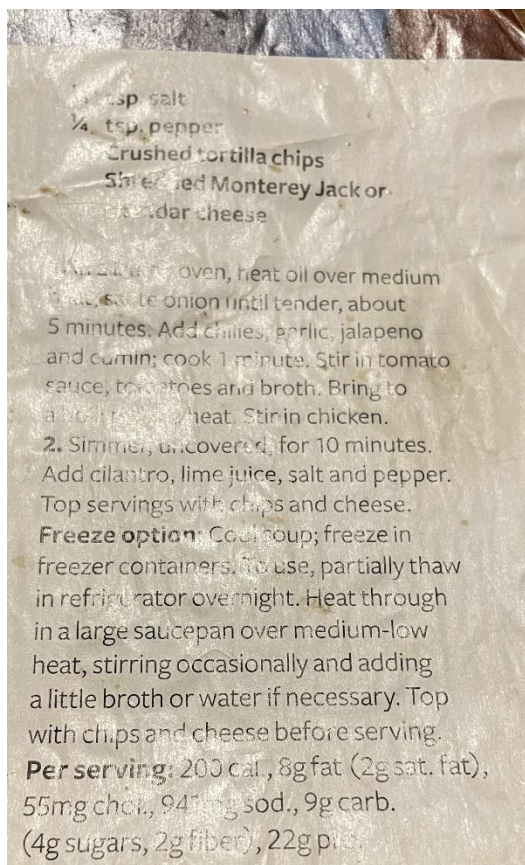 tsp. salt
¼ tsp. pepper
Crushed tortilla chips
Shredded Monterey Jack or
cheddar cheese
oven, heat oil over medium
heat, saute onion until tender, about
5 minutes. Add chilies, garlic, jalapeno
and cumin; cook 1 minute. Stir in tomato
sauce, tomatoes and broth. Bring to
a heat. Stir in chicken.
2. Simmer, uncovered, for 10 minutes.
Add cilantro, lime juice, salt and pepper.
Top servings with chips and cheese.
Freeze option: Cool soup; freeze in
freezer containers. To use, partially thaw
in refrigerator overnight. Heat through
in a large saucepan over medium-low
heat, stirring occasionally and adding
a little broth or water if necessary. Top
with chips and cheese before serving.
Per serving: 200 cal., 8g fat (2g sat. fat),
55mg chol., sod., 9g carb.
(4g sugars, 2g fiber), 22g